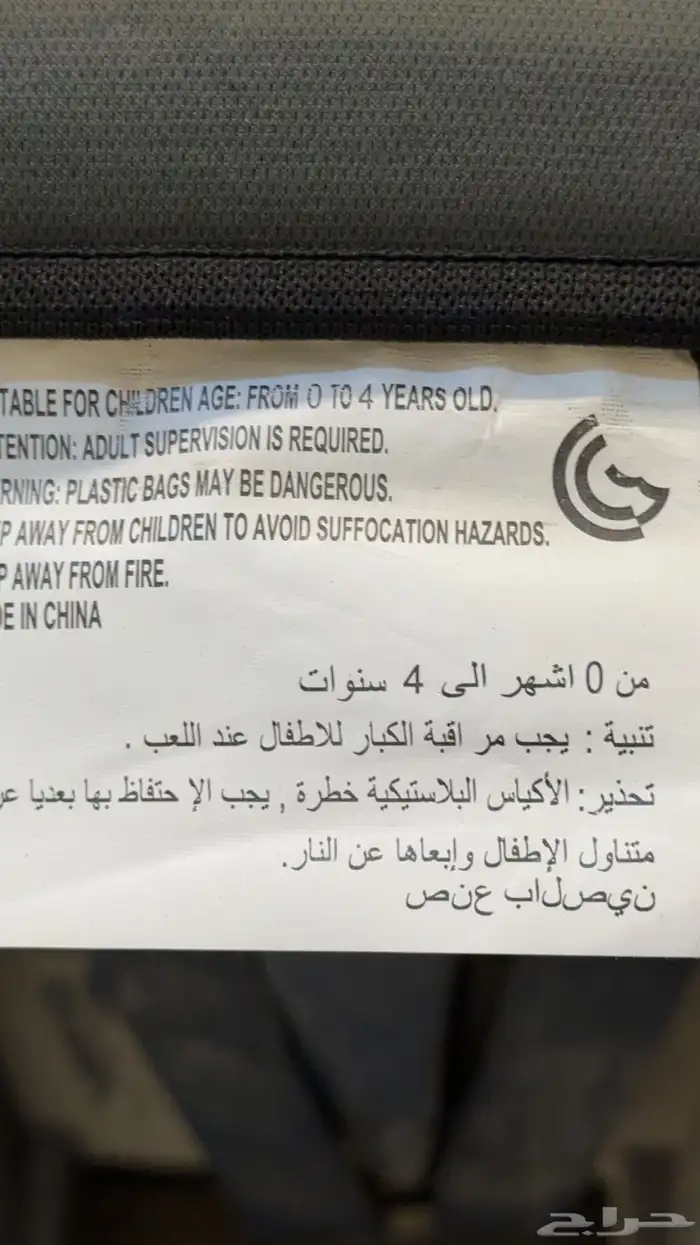 TABLE FOR CHILDREN AGE: FROM 0 TO 4 YEARS OLD.
TENTION: ADULT SUPERVISION IS REQUIRED.
RNING: PLASTIC BAGS MAY BE DANGEROUS.
P AWAY FROM CHILDREN TO AVOID SUFFOCATION HAZARDS.
P AWAY FROM FIRE.
DE IN CHINA
من 0 اشهر الى 4 سنوات
تنبية : يجب مر اقبة الكبار للاطفال عند اللعب .
تحذير: الأكياس البلاستيكية خطرة , يجب الإ حتفاظ بها بعديا عن
متناول الإطفال وإبعاها عن النار.
ن ي ص ل ا ب ع ن ص
حراج